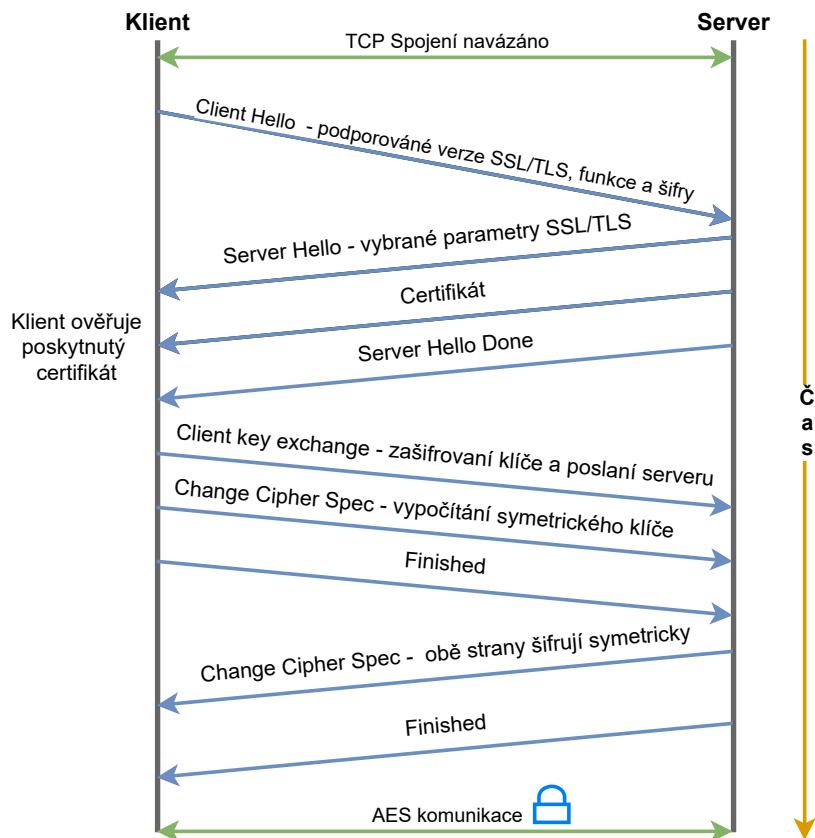 Klient
Server
TCP Spojení navázáno
Client Hello - podporováné verze SSL/TLS, funkce a šifry
Server Hello - vybrané parametry SSL/TLS
Certifikát
Klient ověřuje
poskytnutý
certifikát
Server Hello Done
Č
a
s
Client key exchange - zašifrovaní klíče a poslaní serveru
Change Cipher Spec - vypočítání symetrického klíče
Finished
Change Cipher Spec - obě strany šifrují symetricky
Finished
AES komunikace